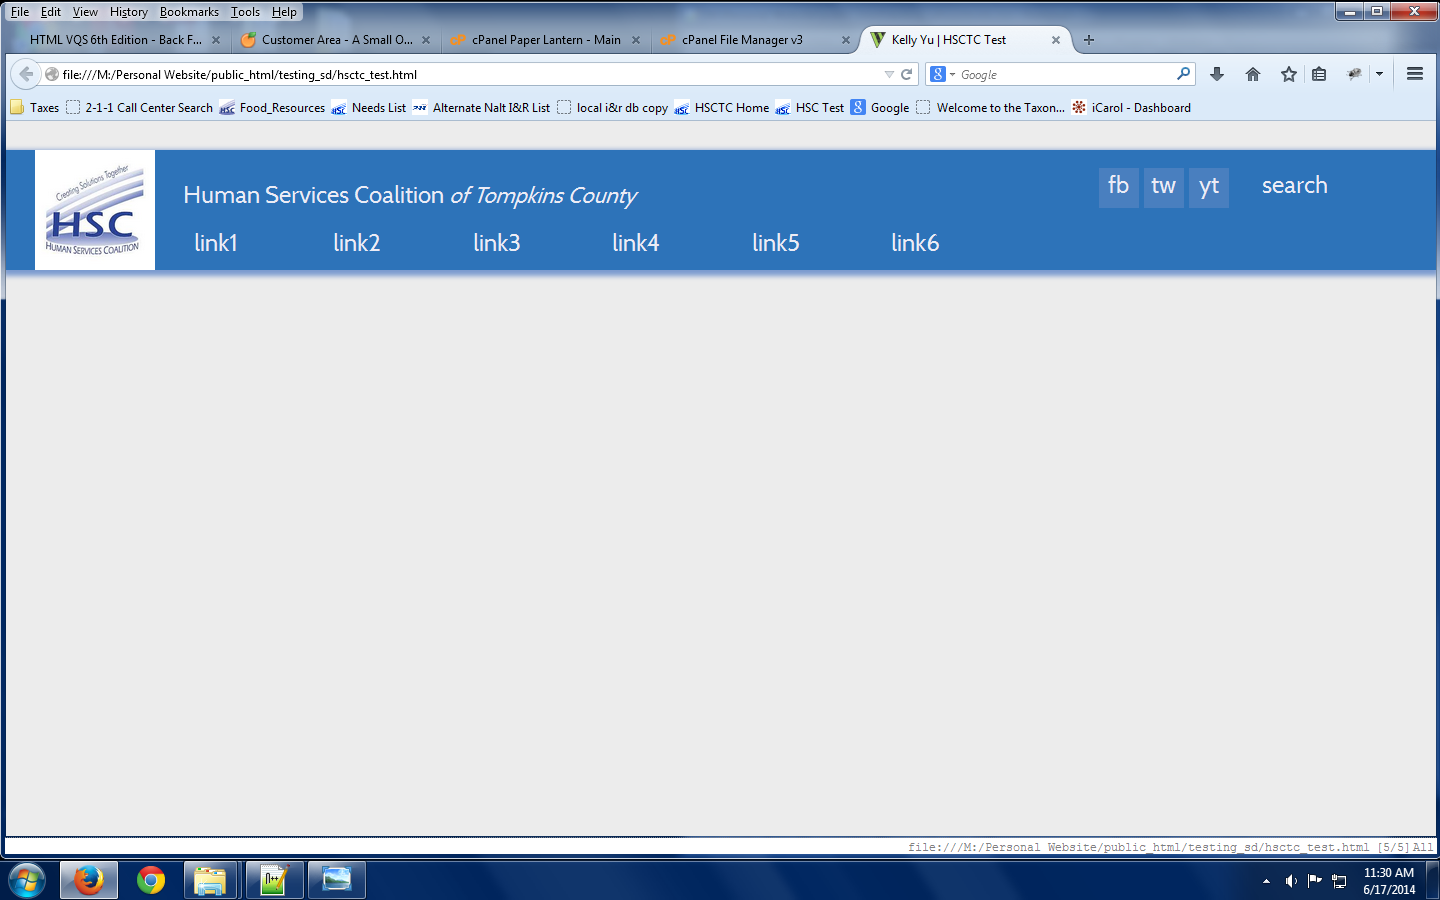 File Edit View History Bookmarks Tools Help
HTML VQS 6th Edition - Back F... Customer Area - A Small O... cPanel Paper Lantern - Main cPanel File Manager v3 Kelly Yu | HSCTC Test
file:///M:/Personal Website/public_html/testing_sd/hsctc_test.html Google
Taxes 2-1-1 Call Center Search Food_Resources Needs List Alternate Nalt I&R List local i&r db copy HSCTC Home HSC Test Google Welcome to the Taxon... iCarol - Dashboard
Creating Solutions Together
HSC
HUMAN SERVICES COALITION
Human Services Coalition of Tompkins County
fb tw yt search
link1 link2 link3 link4 link5 link6
file:///M:/Personal Website/public_html/testing_sd/hsctc_test.html [5/5] All
11:30 AM
6/17/2014